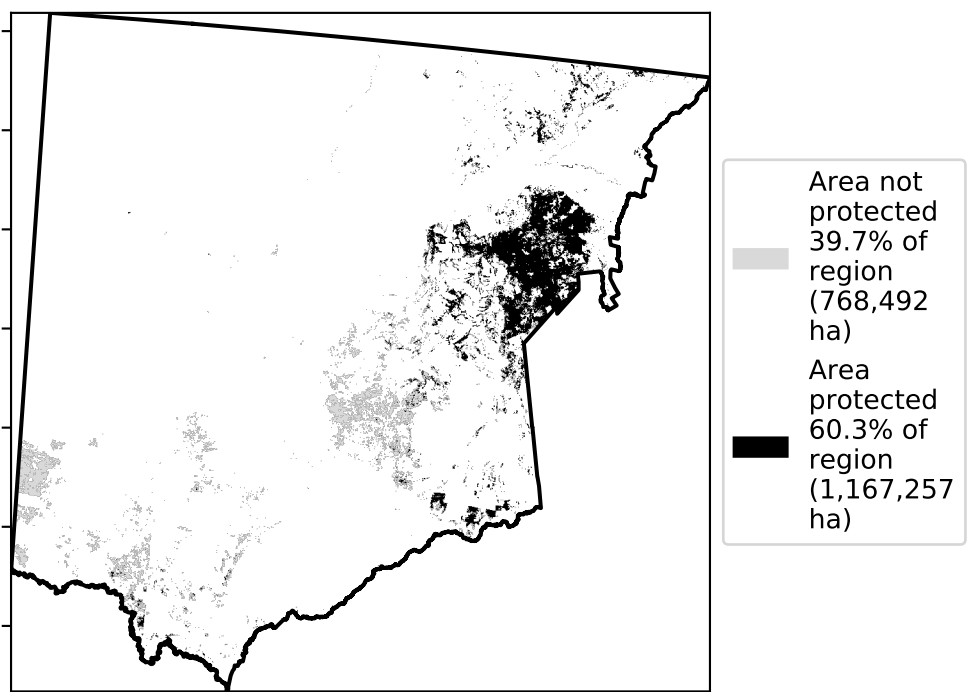 Area not
protected
39.7% of
region
(768,492
ha)
Area
protected
60.3% of
region
(1,167,257
ha)